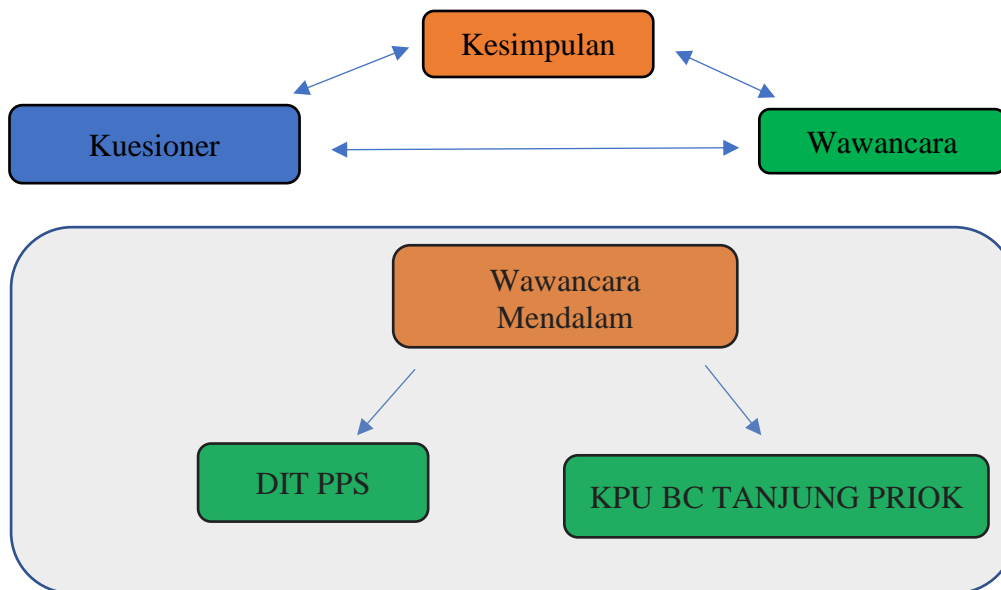 Kesimpulan
Kuesioner
Wawancara
Wawancara
Mendalam
DIT PPS
KPU BC TANJUNG PRIOK